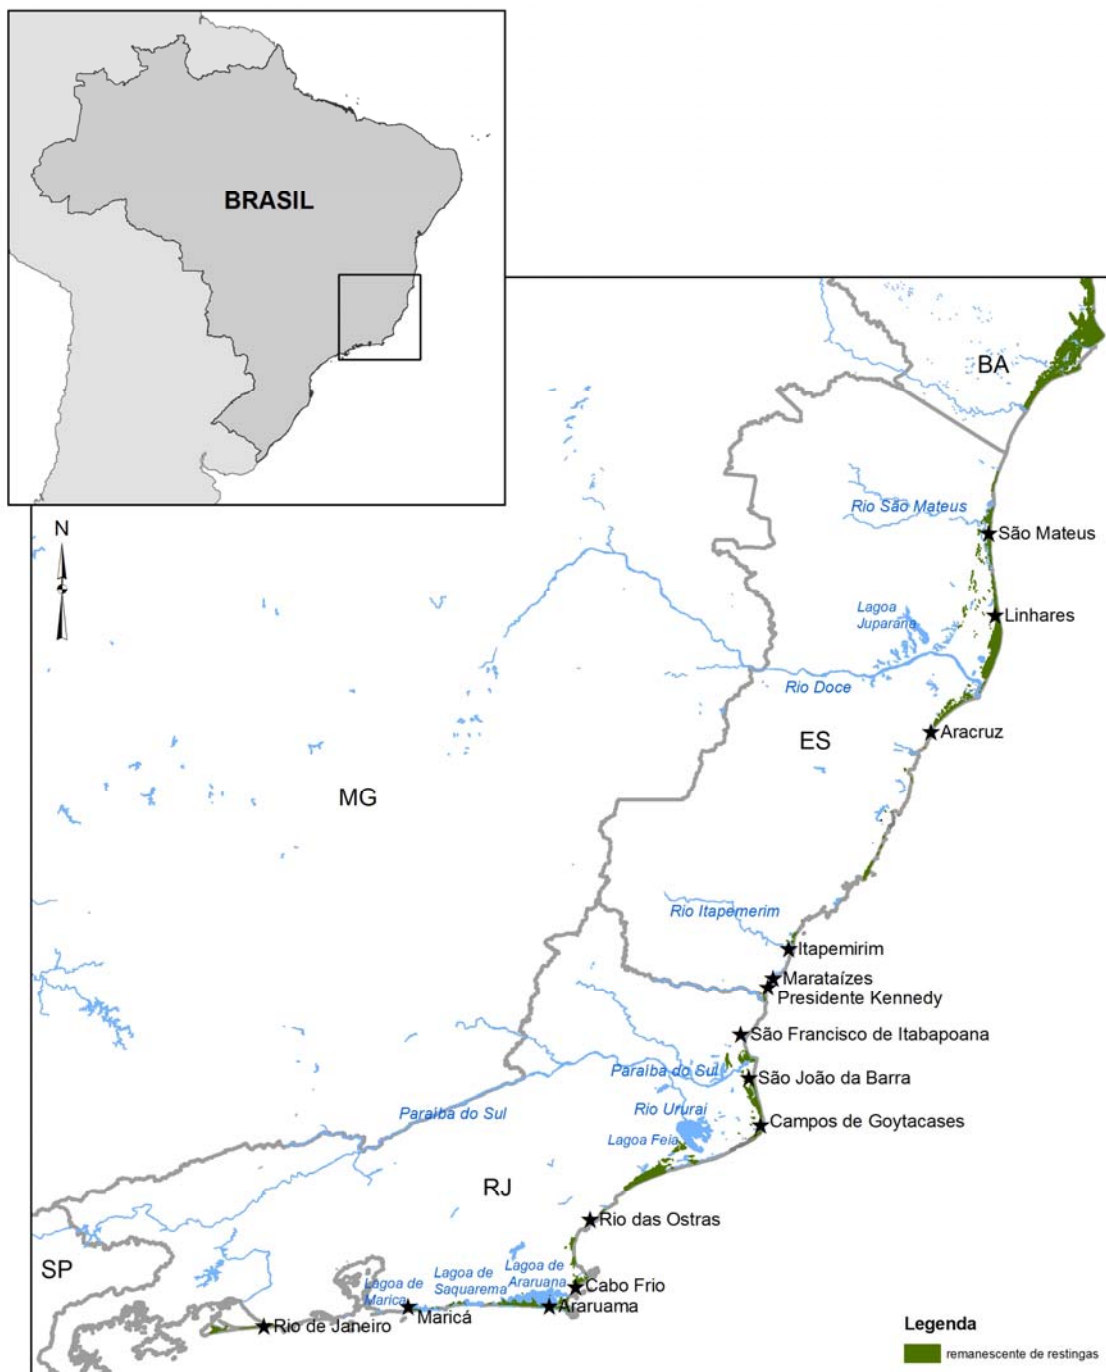 BRASIL
BA
N
Rio São Mateus
São Mateus
Lagoa
Juparána
Linhares
Rio Doce
ES
Aracruz
MG
Rio Itapemerim
Itapemirim
Marataízes
Presidente Kennedy
São Francisco de Itabapoana
Paraíba do Sul
São João da Barra
Paraíba do Sul
Rio Ururai
Campos de Goytacases
Lagoa Feia
RJ
Rio das Ostras
SP
Lagoa de
Marica
Lagoa de
Saquarema
Lagoa de
Araruana
Cabo Frio
Maricá
Araruama
Rio de Janeiro
Legenda
remanescente de restingas